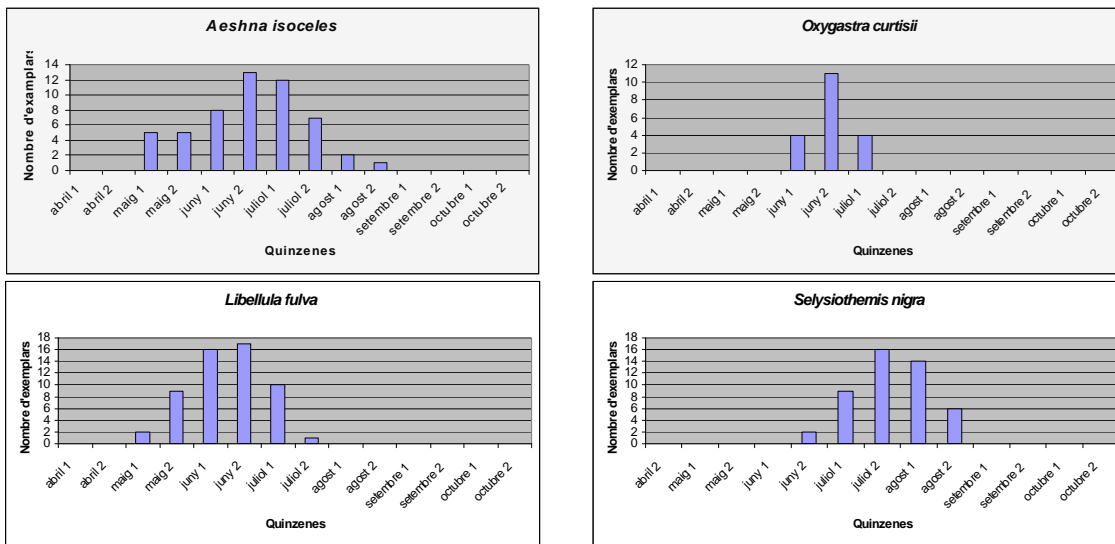 Aeshna isoceles
Nombre d'examplars
14
12
10
8
6
4
2
0
abril 1
abril 2
maig 1
maig 2
juny 1
juny 2
juliol 1
juliol 2
agost 1
agost 2
setembre 1
setembre 2
octubre 1
octubre 2
Quinzenes
Oxygastra curtisii
Nombre d'exemplars
12
10
8
6
4
2
0
abril 1
abril 2
maig 1
maig 2
juny 1
juny 2
juliol 1
juliol 2
agost 1
agost 2
setembre 1
setembre 2
octubre 1
octubre 2
Quinzenes
Libellula fulva
Nombre d'exemplars
18
16
14
12
10
8
6
4
2
0
abril 1
abril 2
maig 1
maig 2
juny 1
juny 2
juliol 1
juliol 2
agost 1
agost 2
setembre 1
setembre 2
octubre 1
octubre 2
Quinzenes
Selysiothemis nigra
Nombre d'exemplars
18
16
14
12
10
8
6
4
2
0
abril 2
maig 1
maig 2
juny 1
juny 2
juliol 1
juliol 2
agost 1
agost 2
setembre 1
setembre 2
octubre 1
octubre 2
Quinzenes